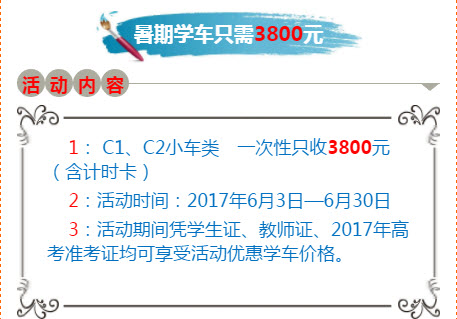 暑期学车只需3800元
活动内容
1： C1、C2小车类　一次性只收3800元
（含计时卡）
2：活动时间：2017年6月3日—6月30日
3：活动期间凭学生证、教师证、2017年高
考准考证均可享受活动优惠学车价格。